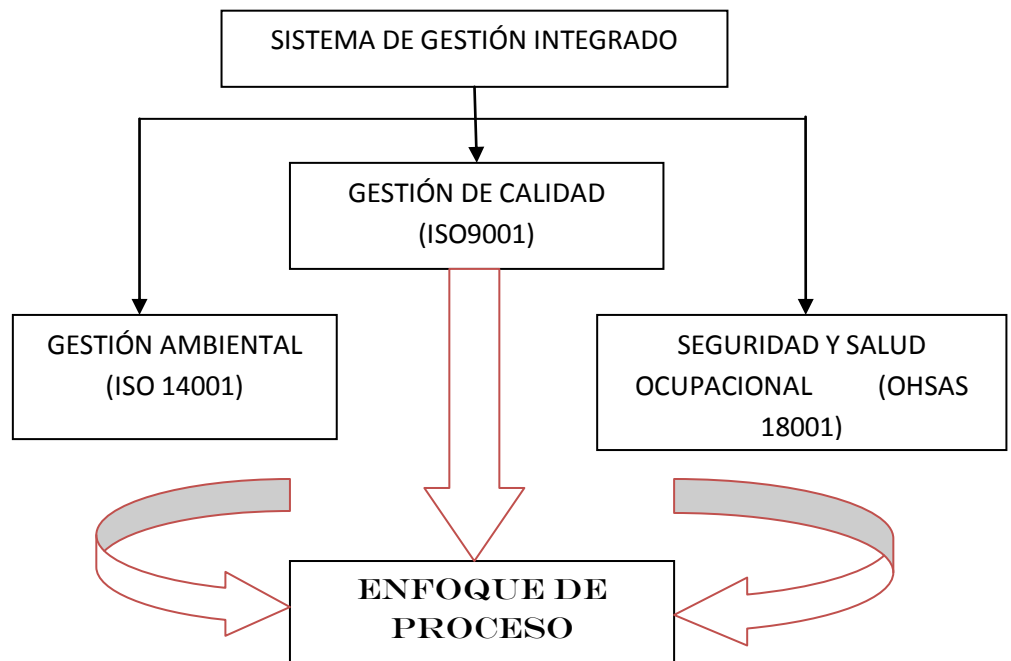 SISTEMA DE GESTIÓN INTEGRADO
GESTIÓN DE CALIDAD
(ISO9001)
GESTIÓN AMBIENTAL
(ISO 14001)
SEGURIDAD Y SALUD
OCUPACIONAL (OHSAS
18001)
ENFOQUE DE
PROCESO